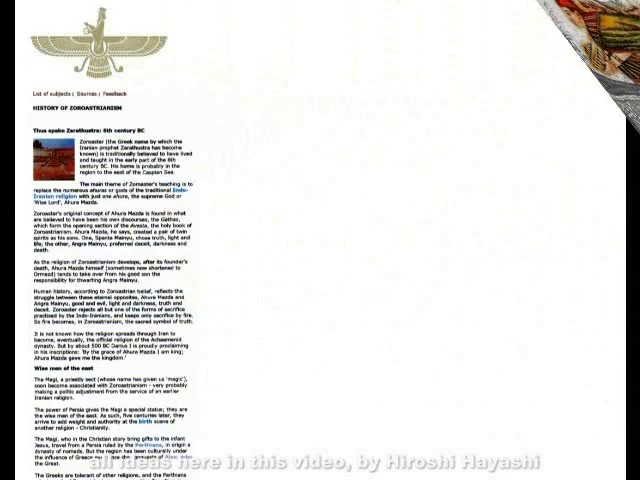 List of subjects | Sources | Feedback
HISTORY OF ZOROASTRIANISM
Thus spake Zarathustra: 6th century BC
Zoroaster (the Greek name by which the
Iranian prophet Zarathustra has become
known) is traditionally believed to have lived
and taught in the early part of the 6th
century BC. His home is probably in the
region to the east of the Caspian Sea.
The main theme of Zoroaster's teaching is to
replace the numerous ahuras or gods of the traditional Indo-
Iranian religion with just one ahura, the supreme God or
'Wise Lord', Ahura Mazda.
Zoroaster's original concept of Ahura Mazda is found in what
are believed to have been his own discourses, the Gathas,
which form the opening section of the Avesta, the holy book of
Zoroastrianism. Ahura Mazda, he says, created a pair of twin
spirits as his sons. One, Spenta Mainyu, chose truth, light and
life; the other, Angra Mainyu, preferred deceit, darkness and
death.
As the religion of Zoroastrianism develops, after its founder's
death, Ahura Mazda himself (sometimes now shortened to
Ormazd) tends to take over from his good son the
responsibility for thwarting Angra Mainyu.
Human history, according to Zoroastrian belief, reflects the
struggle between these eternal opposites, Ahura Mazda and
Angra Mainyu, good and evil, light and darkness, truth and
deceit. Zoroaster rejects all but one of the forms of sacrifice
practised by the Indo-Iranians, and keeps only sacrifice by fire.
So fire becomes, in Zoroastrianism, the sacred symbol of truth.
It is not known how the religion spreads through Iran to
become, eventually, the official religion of the Achaemenid
dynasty. But by about 500 BC Darius I is proudly proclaiming
in his inscriptions: 'By the grace of Ahura Mazda I am king;
Ahura Mazda gave me the kingdom.'
Wise men of the east
The Magi, a priestly sect (whose name has given us 'magic'),
soon become associated with Zoroastrianism - very probably
making a politic adjustment from the service of an earlier
Iranian religion.
The power of Persia gives the Magi a special status; they are
the wise men of the east. As such, five centuries later, they
arrive to add weight and authority at the birth scene of
another religion - Christianity.
The Magi, who in the Christian story bring gifts to the infant
Jesus, travel from a Persia ruled by the Parthians, in origin a
dynasty of nomads. But the region has been culturally under
the influence of Greece
the Great.
all ideas here in this video, by Hiroshi Hayashi
The Greeks are tolerant of other religions, and the Parthians